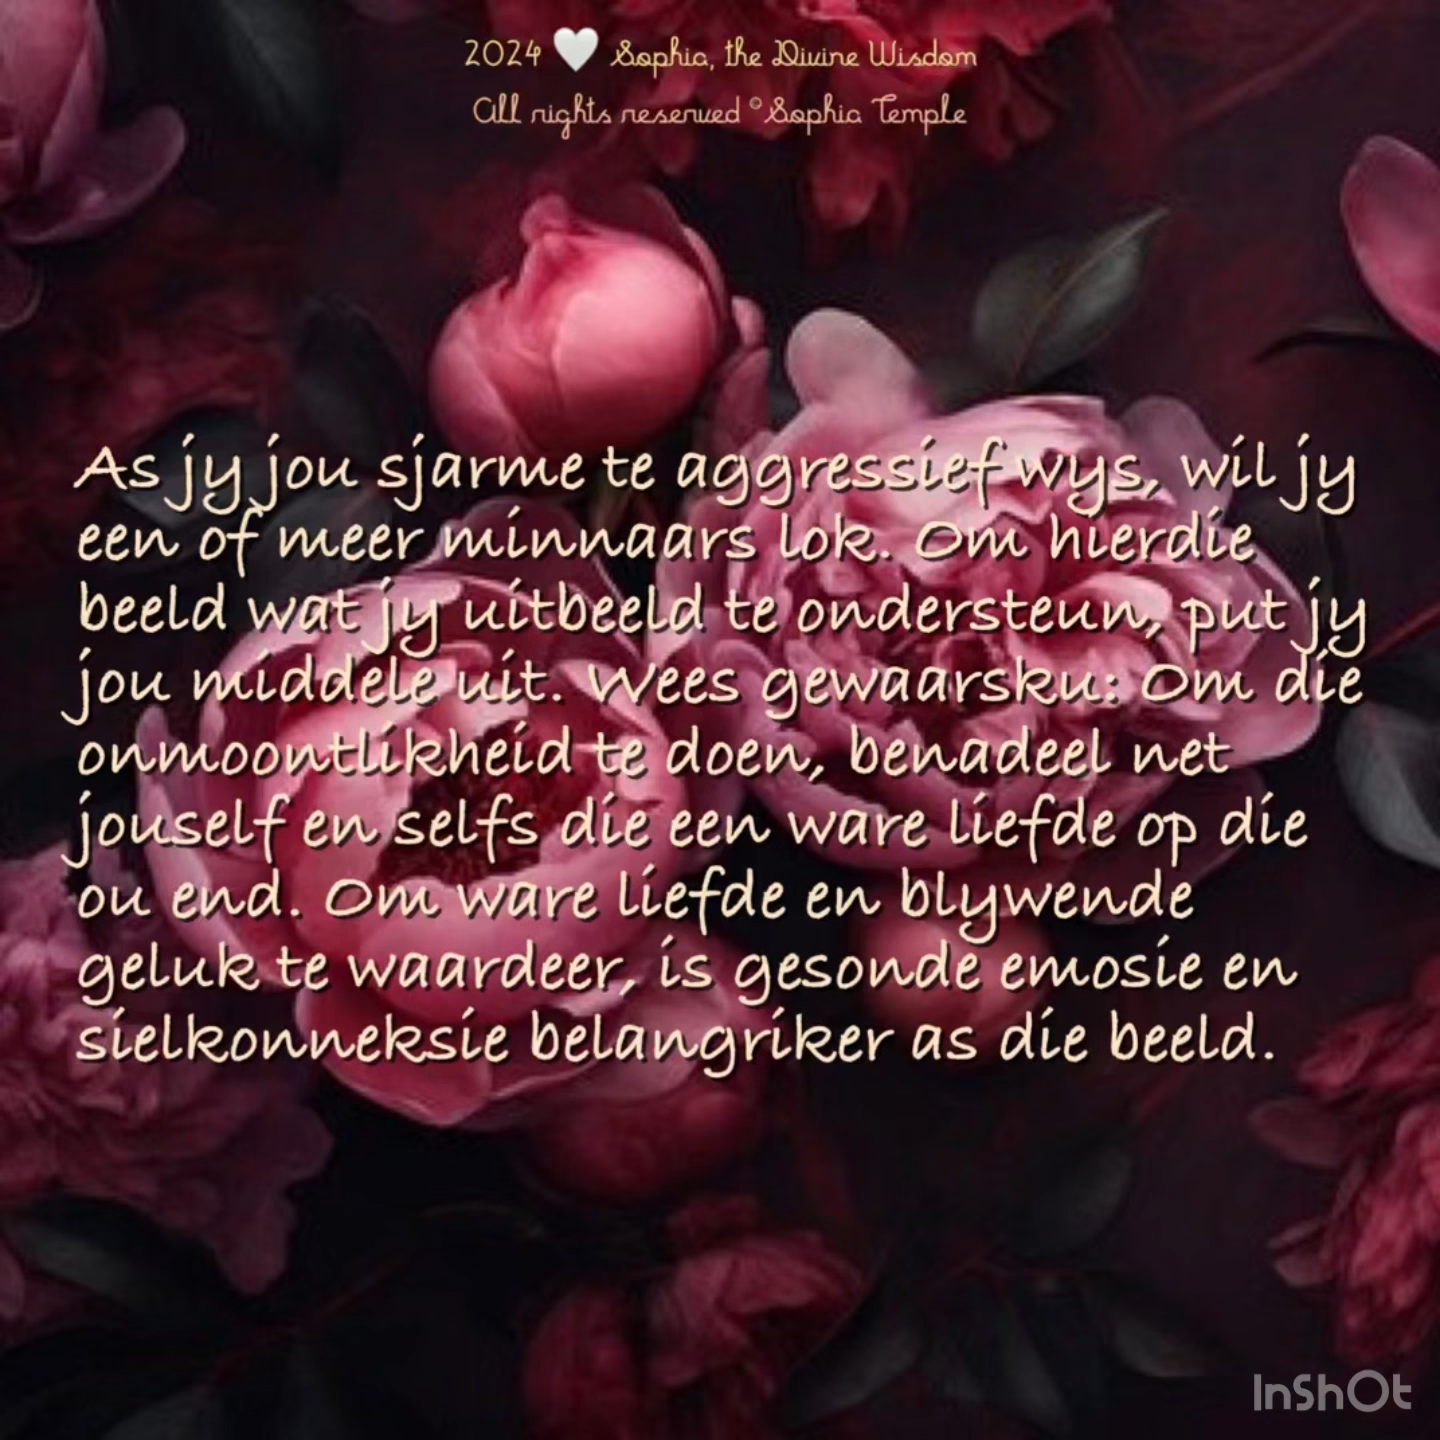 2024 🤍 Sophia, the Divine Wisdom
All rights reserved © Sophia Temple
As jy jou sjarme te aggressief wys, wil jy
een of meer minnaars lok. Om hierdie
beeld wat jy uitbeeld te ondersteun, put jy
jou middele uit. Wees gewaarsku: Om die
onmoontlikheid te doen, benadeel net
jouself en selfs die een ware liefde op die
ou end. Om ware liefde en blywende
geluk te waardeer, is gesonde emosie en
sielkonneksie belangriker as die beeld.
InShOt